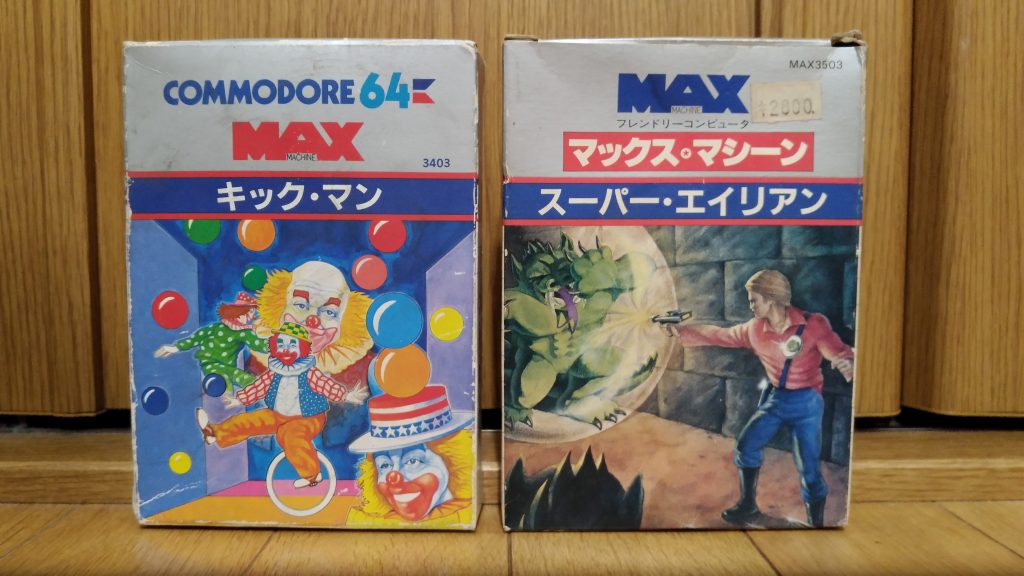 COMMODORE 64
MAX
MACHINE
3403
キック・マン
MAX3503
MAX
MACHINE
¥2800.
フレンドリーコンピュータ
マックス★マシーン
スーパー・エイリアン